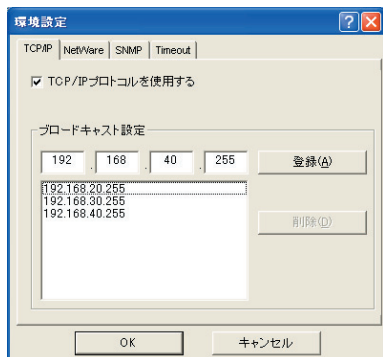 環境設定
TCP/IP NetWare SNMP Timeout
TCP/IPプロトコルを使用する
ブロードキャスト設定
192 . 168 . 40 . 255 登録(A)
192.168.20.255
192.168.30.255
192.168.40.255
削除(D)
OK キャンセル